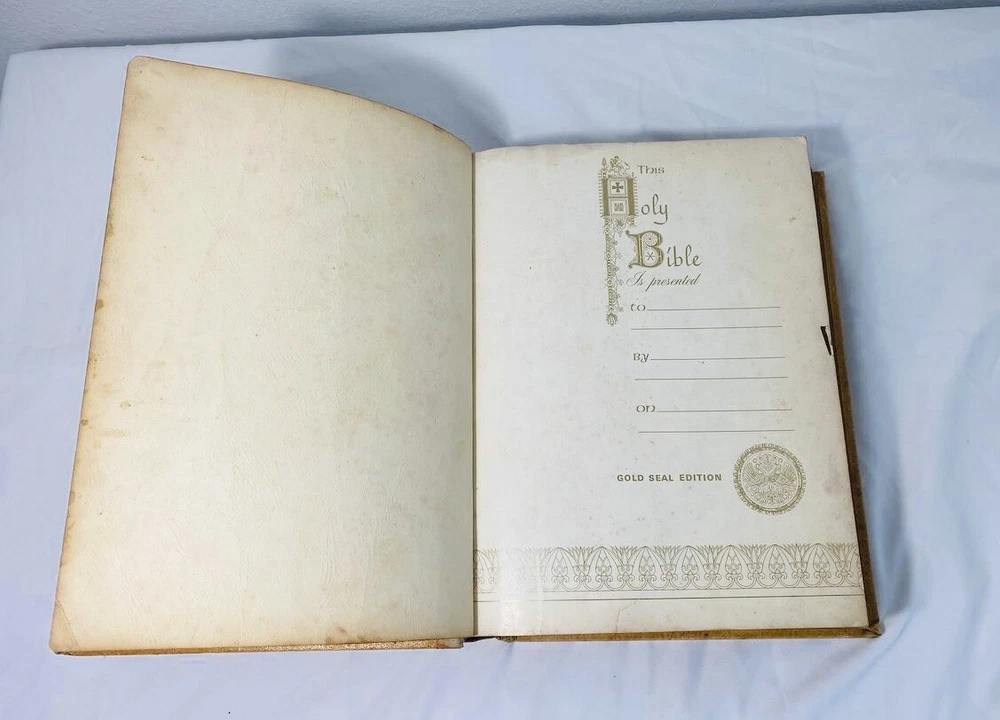 This
Holy
Bible
Is presented
to
By
on
GOLD SEAL EDITION